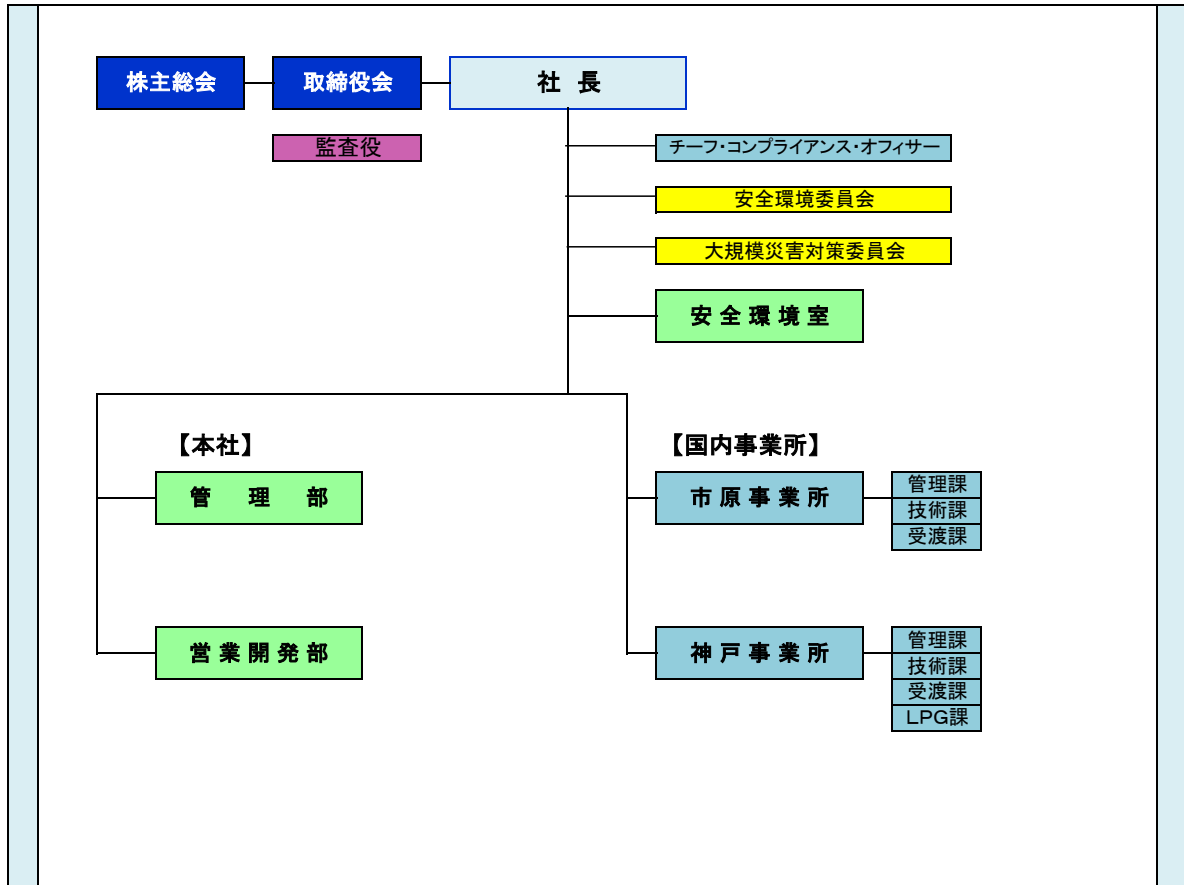 株主総会
取締役会
社 長
監査役
チーフ・コンプライアンス・オフィサー
安全環境委員会
大規模災害対策委員会
安 全 環 境 室
【本社】
【国内事業所】
管 理 部
市 原 事 業 所
管理課
技術課
受渡課
営 業 開 発 部
神 戸 事 業 所
管理課
技術課
受渡課
LPG課